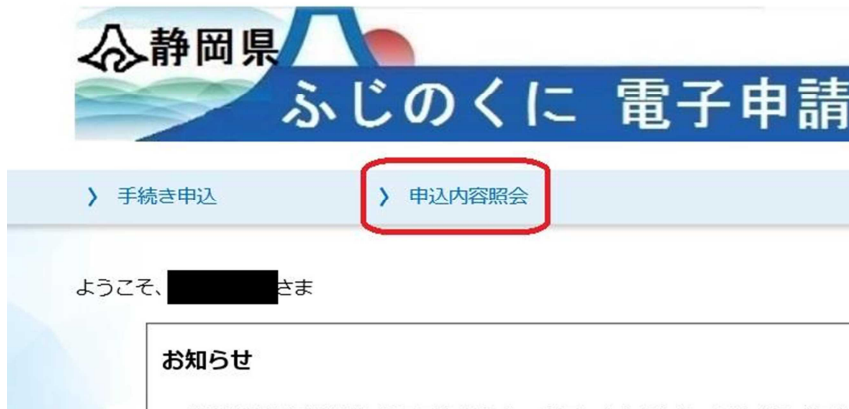 静岡県
ふじのくに 電子申請
❯ 手続き申込 ❯ 申込内容照会
ようこそ、 さま
お知らせ